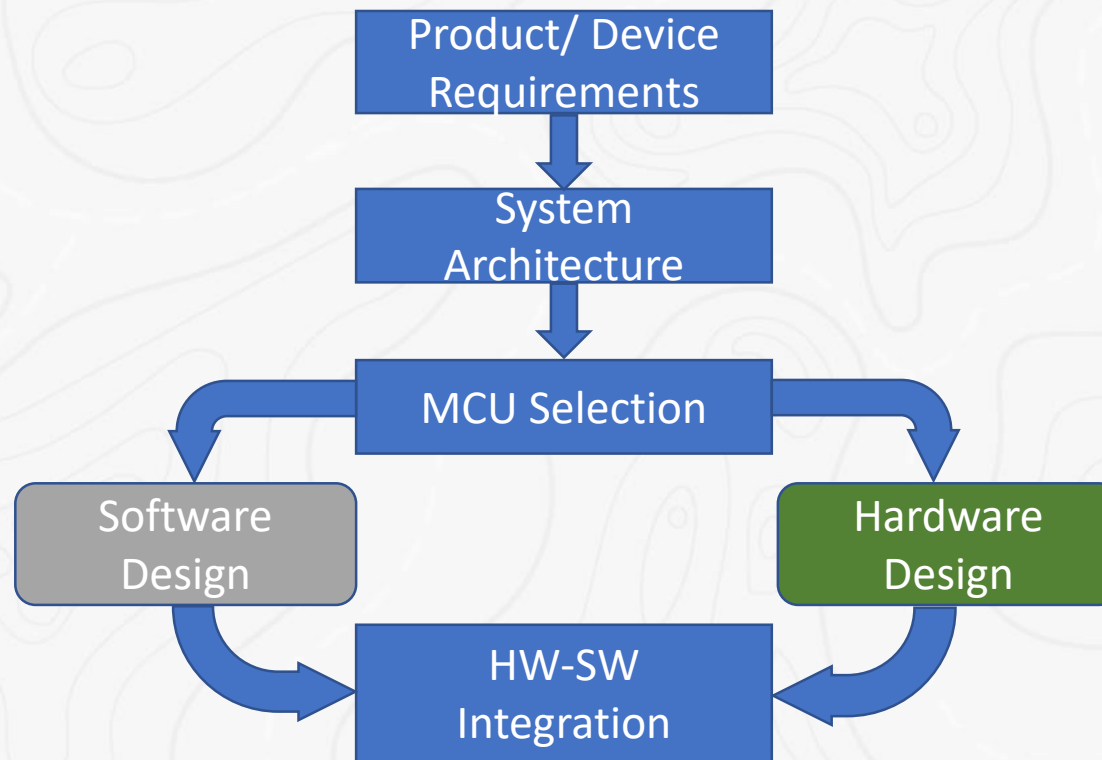 Product/ Device
Requirements
System
Architecture
MCU Selection
Software
Design
Hardware
Design
HW-SW
Integration